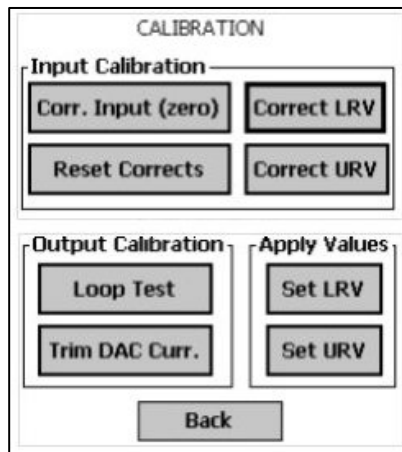 CALIBRATION
Input Calibration
Corr. Input (zero) Correct LRV
Reset Corrects Correct URV
Output Calibration Apply Values
Loop Test Set LRV
Trim DAC Curr. Set URV
Back